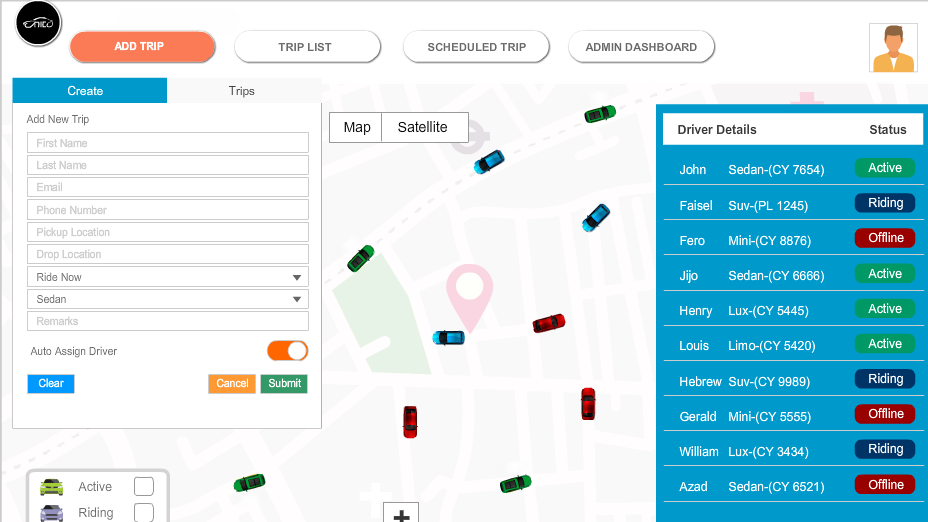 ADD TRIP
TRIP LIST
SCHEDULED TRIP
ADMIN DASHBOARD
Create
Trips
Add New Trip
First Name
Last Name
Email
Phone Number
Pickup Location
Drop Location
Ride Now
Sedan
Remarks
Auto Assign Driver
Clear
Cancel
Submit
Active
Riding
Map
Satellite
Driver Details Status
John Sedan-(CY 7654) Active
Faisel Suv-(PL 1245) Riding
Fero Mini-(CY 8876) Offline
Jijo Sedan-(CY 6666) Active
Henry Lux-(CY 5445) Active
Louis Limo-(CY 5420) Active
Hebrew Suv-(CY 9989) Riding
Gerald Mini-(CY 5555) Offline
William Lux-(CY 3434) Riding
Azad Sedan-(CY 6521) Offline